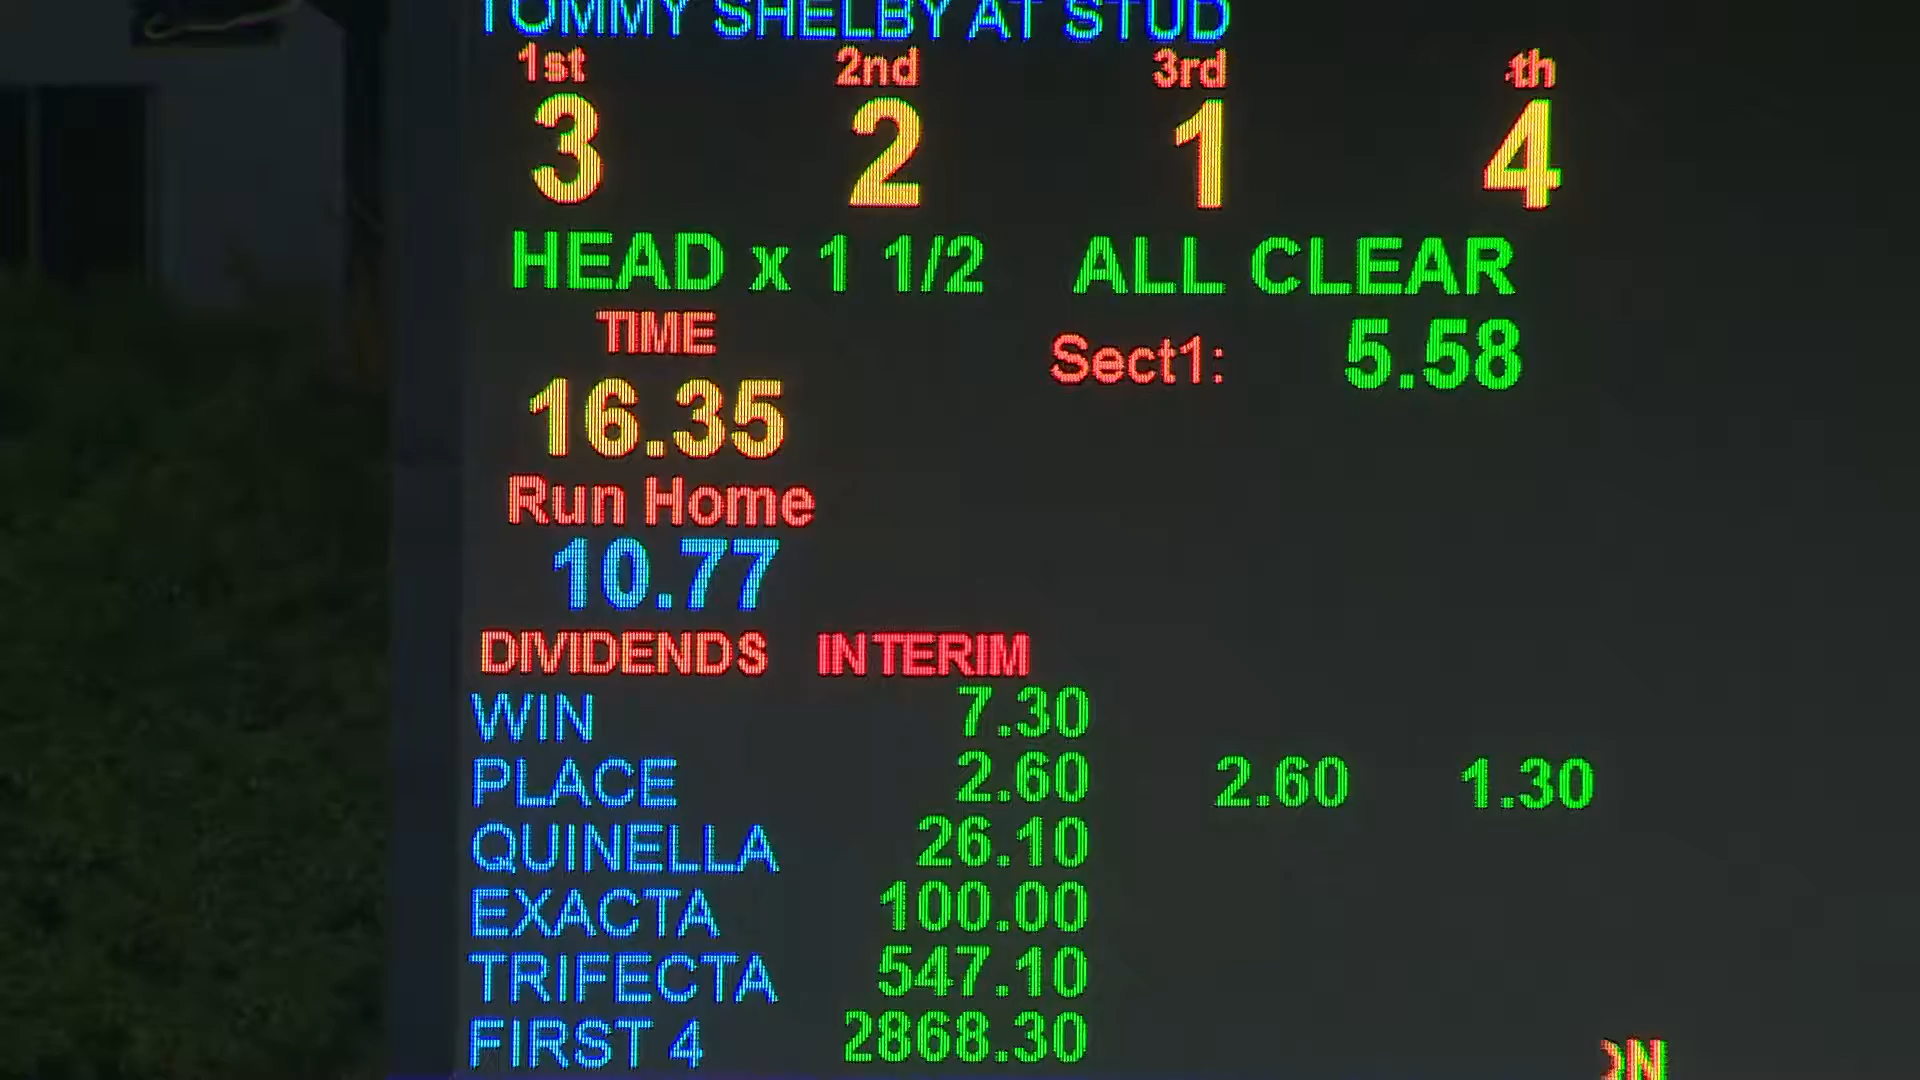 TOMMY SHELBY AT STUD
1st 2nd 3rd th
3 2 1 4
HEAD x 1 1/2 ALL CLEAR
TIME
Sect1: 5.58
16.35
Run Home
10.77
DIVIDENDS INTERIM
WIN 7.30
PLACE 2.60 2.60 1.30
QUINELLA 26.10
EXACTA 100.00
TRIFECTA 547.10
FIRST 4 2868.30